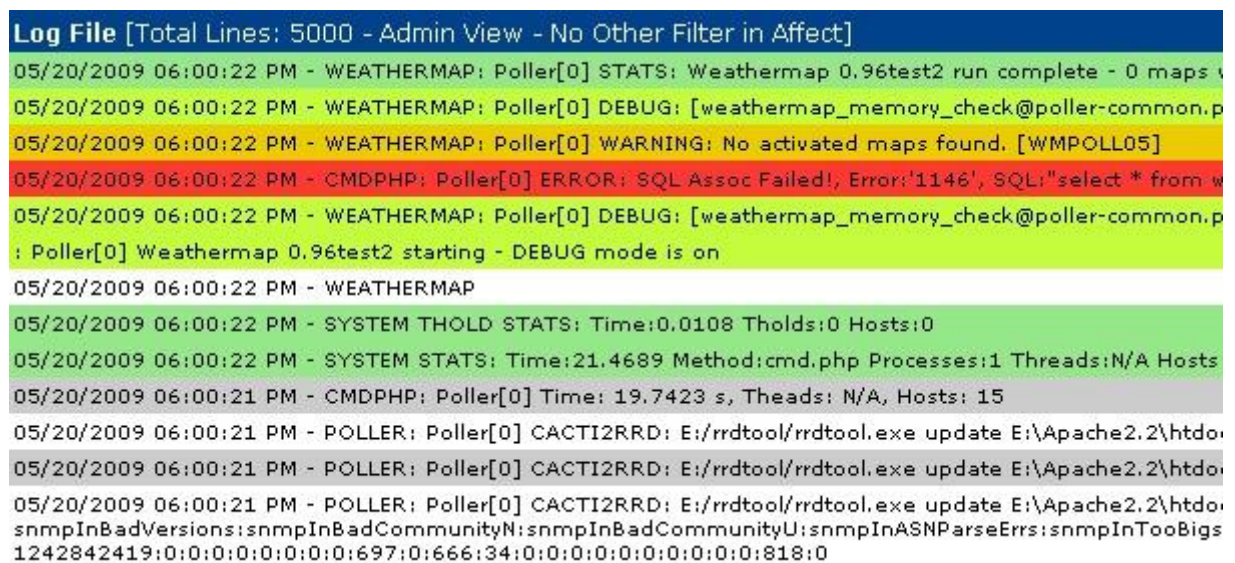 Log File [Total Lines: 5000 - Admin View - No Other Filter in Affect]
05/20/2009 06:00:22 PM - WEATHERMAP: Poller[0] STATS: Weathermap 0.96test2 run complete - 0 maps
05/20/2009 06:00:22 PM - WEATHERMAP: Poller[0] DEBUG: [weathermap_memory_check@poller-common.p
05/20/2009 06:00:22 PM - WEATHERMAP: Poller[0] WARNING: No activated maps found. [WMPOLL05]
05/20/2009 06:00:22 PM - CMDPHP: Poller[0] ERROR: SQL Assoc Failed!, Error:'1146', SQL:"select * from w
05/20/2009 06:00:22 PM - WEATHERMAP: Poller[0] DEBUG: [weathermap_memory_check@poller-common.p
: Poller[0] Weathermap 0.96test2 starting - DEBUG mode is on
05/20/2009 06:00:22 PM - WEATHERMAP
05/20/2009 06:00:22 PM - SYSTEM THOLD STATS: Time:0.0108 Tholds:0 Hosts:0
05/20/2009 06:00:22 PM - SYSTEM STATS: Time:21.4689 Method:cmd.php Processes:1 Threads:N/A Hosts
05/20/2009 06:00:21 PM - CMDPHP: Poller[0] Time: 19.7423 s, Theads: N/A, Hosts: 15
05/20/2009 06:00:21 PM - POLLER: Poller[0] CACTI2RRD: E:/rrdtool/rrdtool.exe update E:\Apache2.2\htdo
05/20/2009 06:00:21 PM - POLLER: Poller[0] CACTI2RRD: E:/rrdtool/rrdtool.exe update E:\Apache2.2\htdo
05/20/2009 06:00:21 PM - POLLER: Poller[0] CACTI2RRD: E:/rrdtool/rrdtool.exe update E:\Apache2.2\htdo
snmpInBadVersions:snmpInBadCommunityN:snmpInBadCommunityU:snmpInASNParseErrs:snmpInTooBigs
1242842419:0:0:0:0:0:0:0:0:697:0:666:34:0:0:0:0:0:0:0:0:0:0:818:0